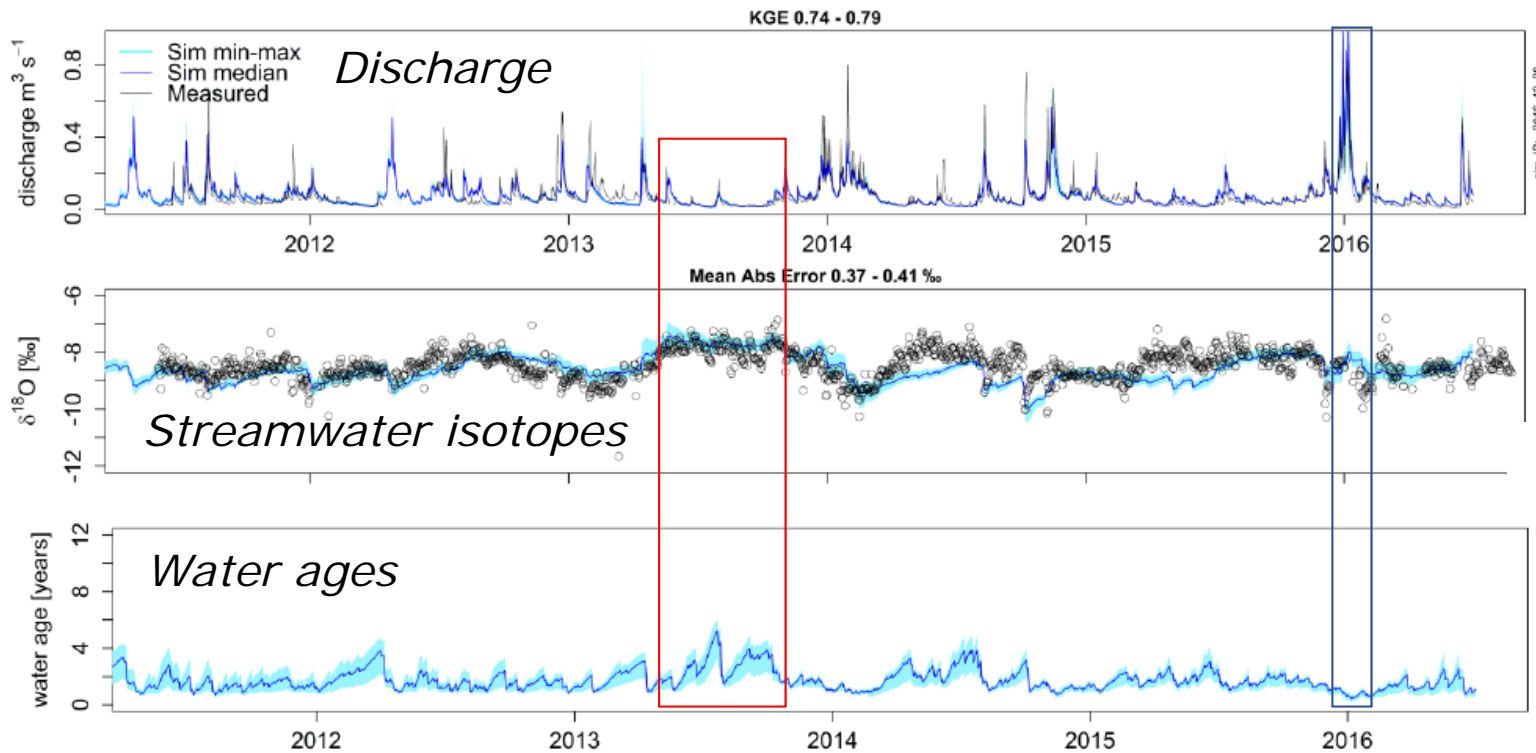 KGE 0.74 - 0.79
discharge m³ s⁻¹
0.8
0.4
0.0
Sim min-max
Sim median
Measured
Discharge
2012 2013 2014 2015 2016
Mean Abs Error 0.37 - 0.41 ‰
δ¹⁸O [‰]
-6
-8
-10
-12
Streamwater isotopes
water age [years]
12
8
4
0
Water ages
2012 2013 2014 2015 2016